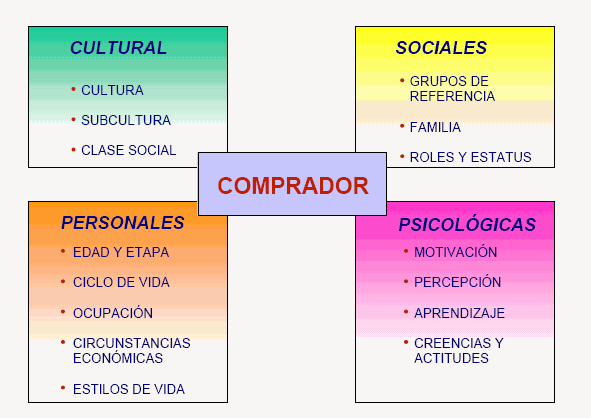 CULTURAL
• CULTURA
• SUBCULTURA
• CLASE SOCIAL
SOCIALES
• GRUPOS DE
REFERENCIA
• FAMILIA
• ROLES Y ESTATUS
COMPRADOR
PERSONALES
• EDAD Y ETAPA
• CICLO DE VIDA
• OCUPACIÓN
• CIRCUNSTANCIAS
ECONÓMICAS
• ESTILOS DE VIDA
PSICOLÓGICAS
• MOTIVACIÓN
• PERCEPCIÓN
• APRENDIZAJE
• CREENCIAS Y
ACTITUDES